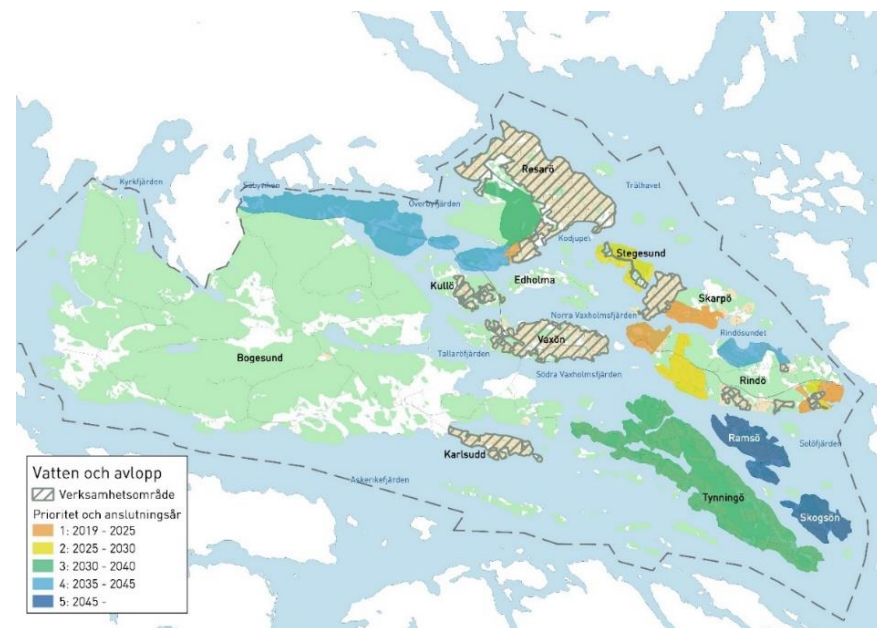 Kyrkfjärden
Säbyviken
Överbyfjärden
Resarö
Trälhavet
Kodjupet
Stegesund
Kullö
Edholma
Norra Vaxholmsfjärden
Skarpö
Rindösundet
Bogesund
Tallaröfjärden
Vaxön
Södra Vaxholmsfjärden
Rindö
Karlsudd
Ramsö
Solöfjärden
Askrikefjärden
Tynningö
Skogsön
Vatten och avlopp
Verksamhetsområde
Prioritet och anslutningsår
1: 2019 - 2025
2: 2025 - 2030
3: 2030 - 2040
4: 2035 - 2045
5: 2045 -